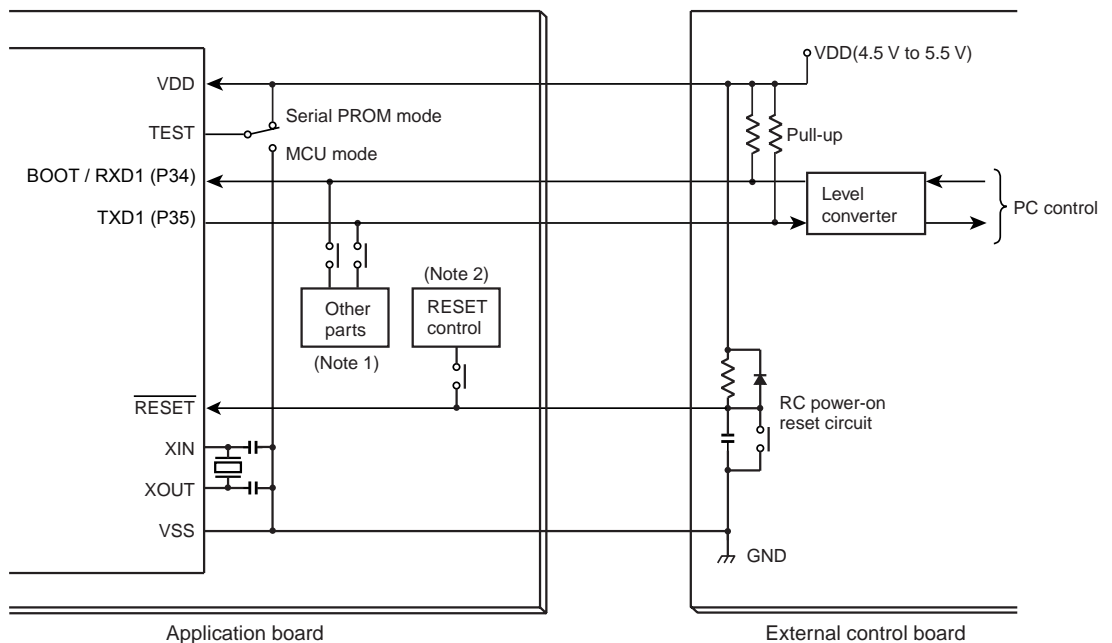 VDD(4.5 V to 5.5 V)
VDD
Serial PROM mode
TEST
Pull-up
MCU mode
BOOT / RXD1 (P34)
Level
converter
TXD1 (P35)
PC control
(Note 2)
Other
parts
RESET
control
(Note 1)
RESET
RC power-on
reset circuit
XIN
XOUT
VSS
GND
Application board
External control board